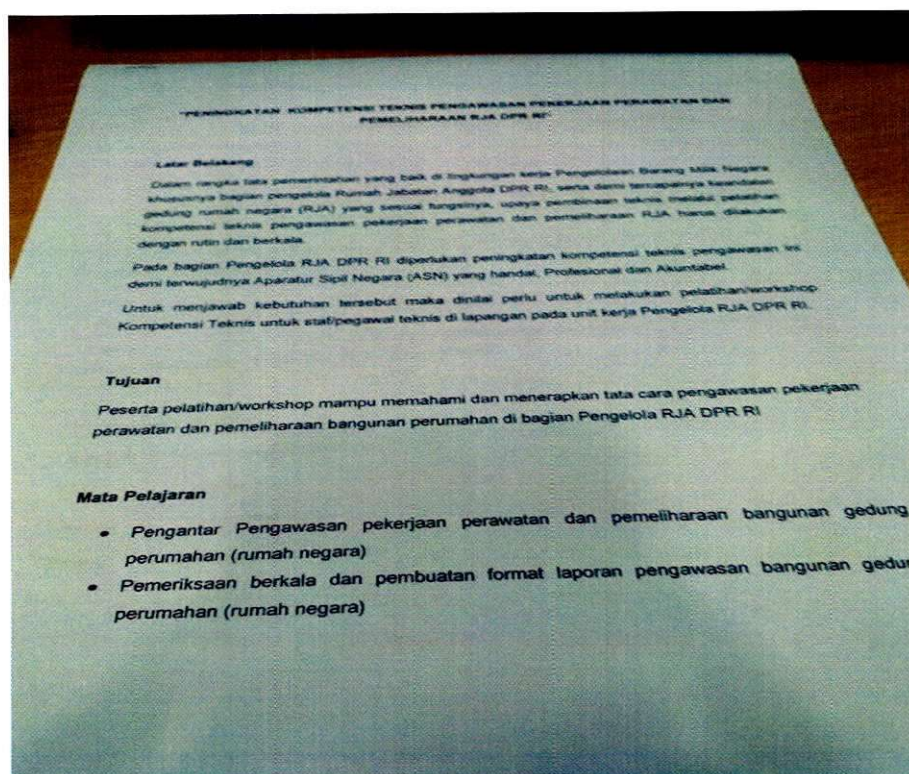 "PENINGKATAN KOMPETENSI TEKNIS PENGAWASAN PEKERJAAN PERAWATAN DAN
PEMELIHARAAN RJA DPR RI"
Latar Belakang
Dalam rangka tata pemerintahan yang baik di lingkungan kerja Pengelolaan Barang Milik Negara
khususnya bagian pengelola Rumah Jabatan Anggota DPR RI, serta demi tercapainya keandalan
gedung rumah negara (RJA) yang sesuai fungsinya, upaya pembinaan teknis melalui pelatihan
kompetensi teknis pengawasan pekerjaan perawatan dan pemeliharaan RJA harus dilakukan
dengan rutin dan berkala.
Pada bagian Pengelola RJA DPR RI diperlukan peningkatan kompetensi teknis pengawasan ini
demi terwujudnya Aparatur Sipil Negara (ASN) yang handal, Profesional dan Akuntabel.
Untuk menjawab kebutuhan tersebut maka dinilai perlu untuk melakukan pelatihan/workshop
Kompetensi Teknis untuk staf/pegawai teknis di lapangan pada unit kerja Pengelola RJA DPR RI.
Tujuan
Peserta pelatihan/workshop mampu memahami dan menerapkan tata cara pengawasan pekerjaan
perawatan dan pemeliharaan bangunan perumahan di bagian Pengelola RJA DPR RI
Mata Pelajaran
• Pengantar Pengawasan pekerjaan perawatan dan pemeliharaan bangunan gedung
perumahan (rumah negara)
• Pemeriksaan berkala dan pembuatan format laporan pengawasan bangunan gedu
perumahan (rumah negara)